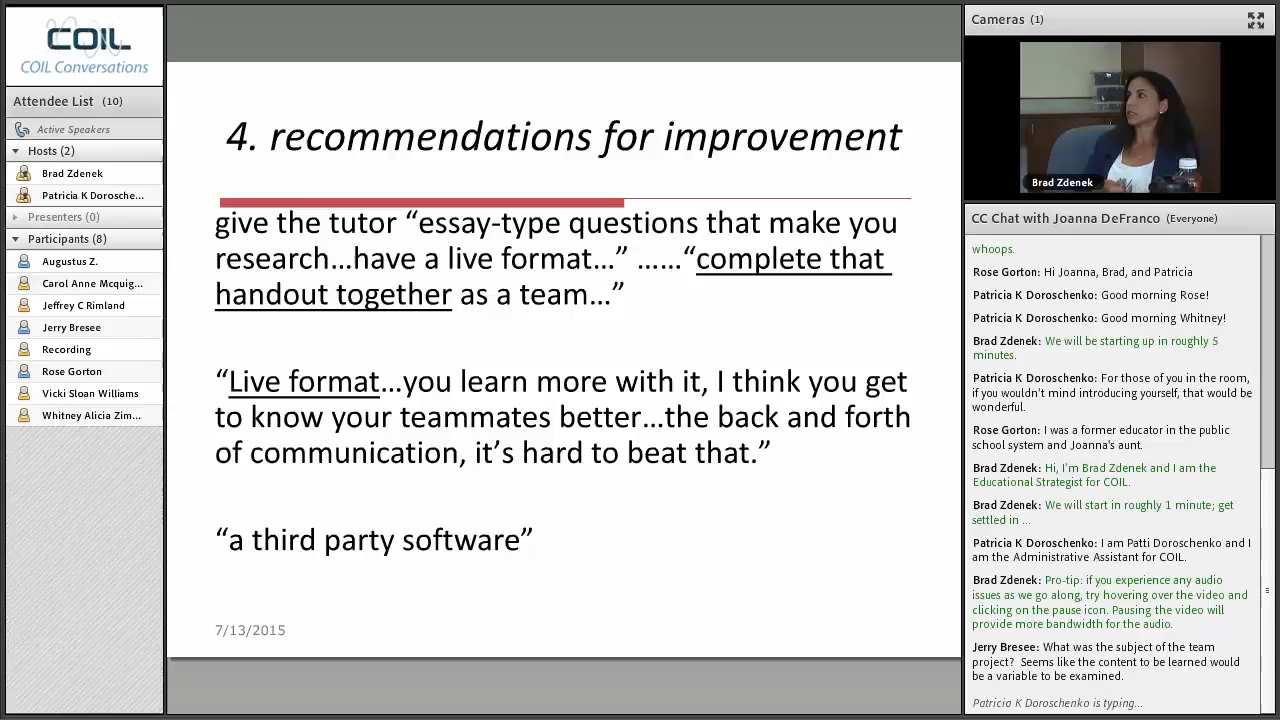 COIL
COIL Conversations
Attendee List (10)
Active Speakers
Hosts (2)
Brad Zdenek
Patricia K Dorosche...
Presenters (0)
Participants (8)
Augustus Z.
Carol Anne Mcquig...
Jeffrey C Rimland
Jerry Bresee
Recording
Rose Gorton
Vicki Sloan Williams
Whitney Alicia Zim...
4. recommendations for improvement
give the tutor “essay-type questions that make you
research…have a live format…” ……“complete that
handout together as a team…”
“Live format…you learn more with it, I think you get
to know your teammates better…the back and forth
of communication, it’s hard to beat that.”
“a third party software”
7/13/2015
Cameras (1)
Brad Zdenek
CC Chat with Joanna DeFranco (Everyone)
whoops.
Rose Gorton: Hi Joanna, Brad, and Patricia
Patricia K Doroschenko: Good morning Rose!
Patricia K Doroschenko: Good morning Whitney!
Brad Zdenek: We will be starting up in roughly 5
minutes.
Patricia K Doroschenko: For those of you in the room,
if you wouldn't mind introducing yourself, that would be
wonderful.
Rose Gorton: I was a former educator in the public
school system and Joanna's aunt.
Brad Zdenek: Hi, I'm Brad Zdenek and I am the
Educational Strategist for COIL.
Brad Zdenek: We will start in roughly 1 minute; get
settled in ...
Patricia K Doroschenko: I am Patti Doroschenko and I
am the Administrative Assistant for COIL.
Brad Zdenek: Pro-tip: if you experience any audio
issues as we go along, try hovering over the video and
clicking on the pause icon. Pausing the video will
provide more bandwidth for the audio.
Jerry Bresee: What was the subject of the team
project?  Seems like the content to be learned would
be a variable to be examined.
Patricia K Doroschenko is typing...